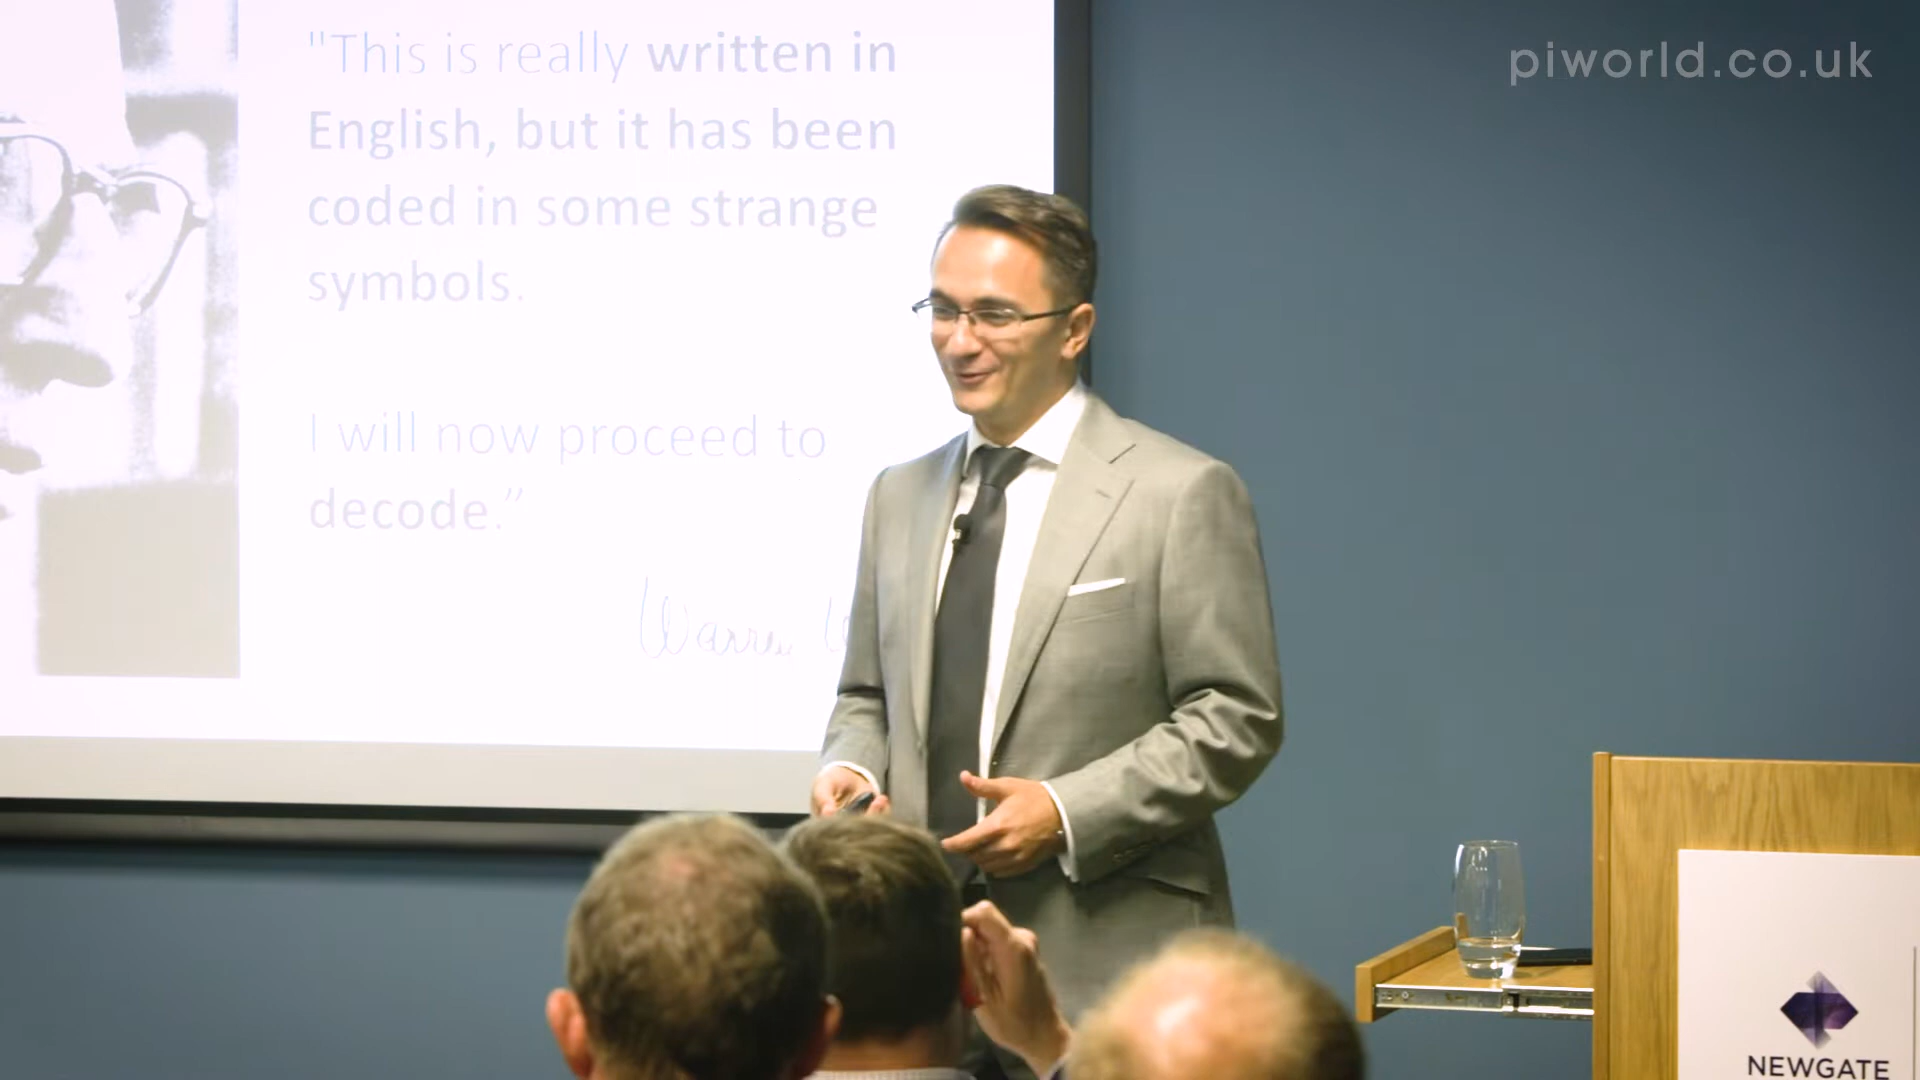 "This is really written in
English, but it has been
coded in some strange
symbols.
I will now proceed to
decode.”
Warren
piworld.co.uk
NEWGATE